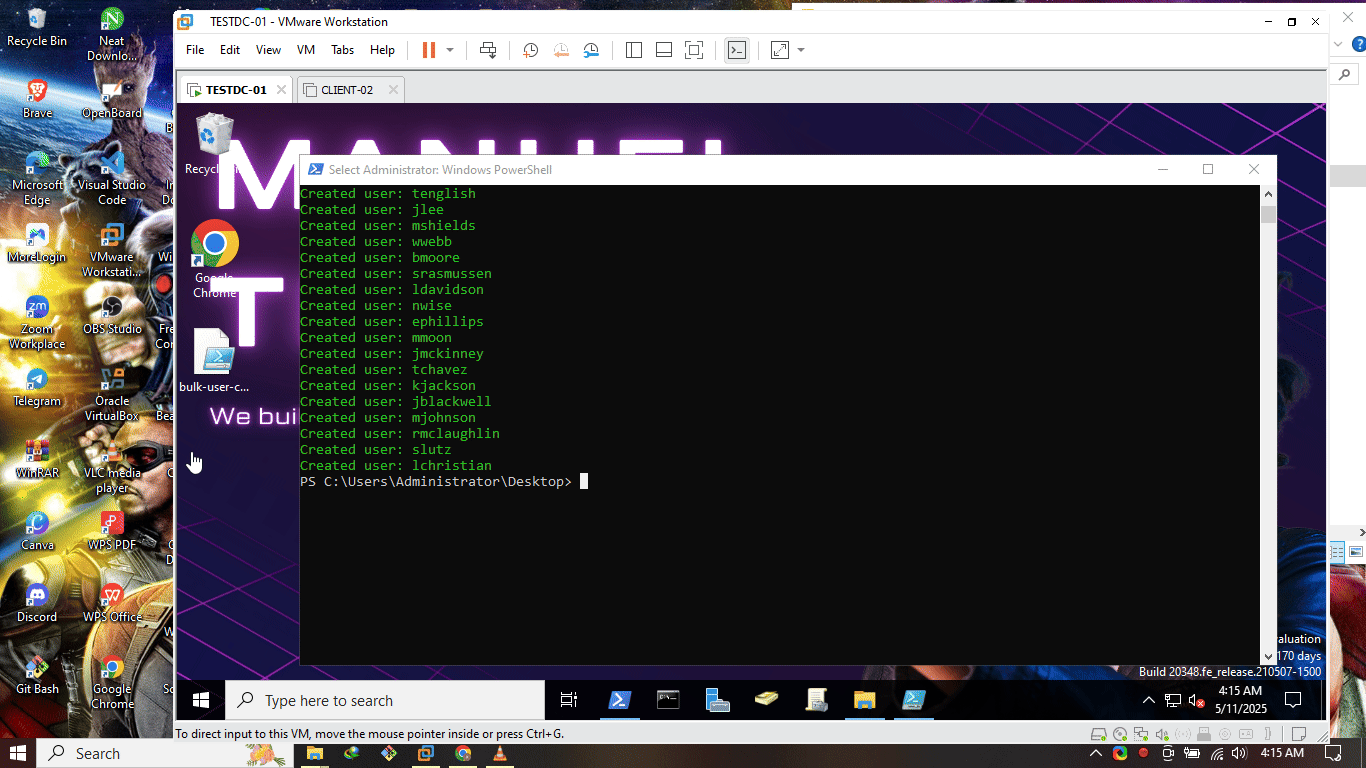 TESTDC-01 - VMware Workstation
File Edit View VM Tabs Help
TESTDC-01
CLIENT-02
Recycle Bin
Neat
Downlo...
Brave
OpenBoard
Microsoft
Edge
Visual Studio
Code
MoreLogin
VMware
Workstati...
Zoom
Workplace
OBS Studio
Telegram
Oracle
VirtualBox
WinRAR
VLC media
player
Canva
WPS PDF
Discord
WPS Office
Git Bash
Google
Chrome
Google
Chrome
bulk-user-c...
We bui
Select Administrator: Windows PowerShell
Created user: tenglish
Created user: jlee
Created user: mshields
Created user: wwebb
Created user: bmoore
Created user: srasmussen
Created user: ldavidson
Created user: nwise
Created user: ephillips
Created user: mmoon
Created user: jmckinney
Created user: tchavez
Created user: kjackson
Created user: jblackwell
Created user: mjohnson
Created user: rmclaughlin
Created user: slutz
Created user: lchristian
PS C:\Users\Administrator\Desktop>
170 days
Build 20348.fe_release.210507-1500
Type here to search
4:15 AM
5/11/2025
To direct input to this VM, move the mouse pointer inside or press Ctrl+G.
Search
4:15 AM